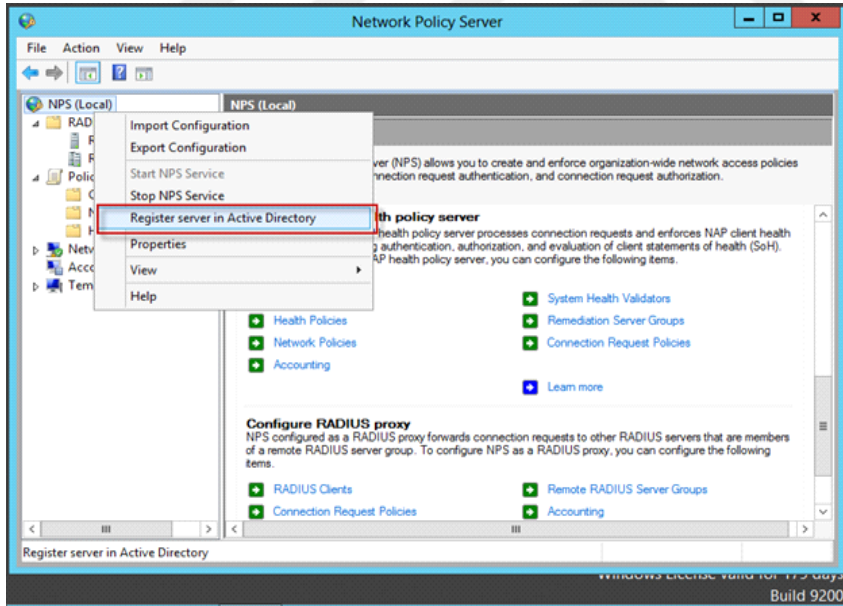 Network Policy Server
File Action View Help
NPS (Local)
NPS (Local)
RAD
Import Configuration
R
Export Configuration
R
ver (NPS) allows you to create and enforce organization-wide network access policies
Polic
Start NPS Service
nnection request authentication, and connection request authorization.
C
Stop NPS Service
N
Register server in Active Directory
th policy server
H
health policy server processes connection requests and enforces NAP client health
Netw
Properties
g authentication, authorization, and evaluation of client statements of health (SoH).
Acco
View
AP health policy server, you can configure the following items.
Tem
Help
System Health Validators
Health Policies
Remediation Server Groups
Network Policies
Connection Request Policies
Accounting
Learn more
Configure RADIUS proxy
NPS configured as a RADIUS proxy forwards connection requests to other RADIUS servers that are members
of a remote RADIUS server group. To configure NPS as a RADIUS proxy, you can configure the following
items.
RADIUS Clients
Remote RADIUS Server Groups
Connection Request Policies
Accounting
Register server in Active Directory
Windows License valid for 179 days
Build 9200